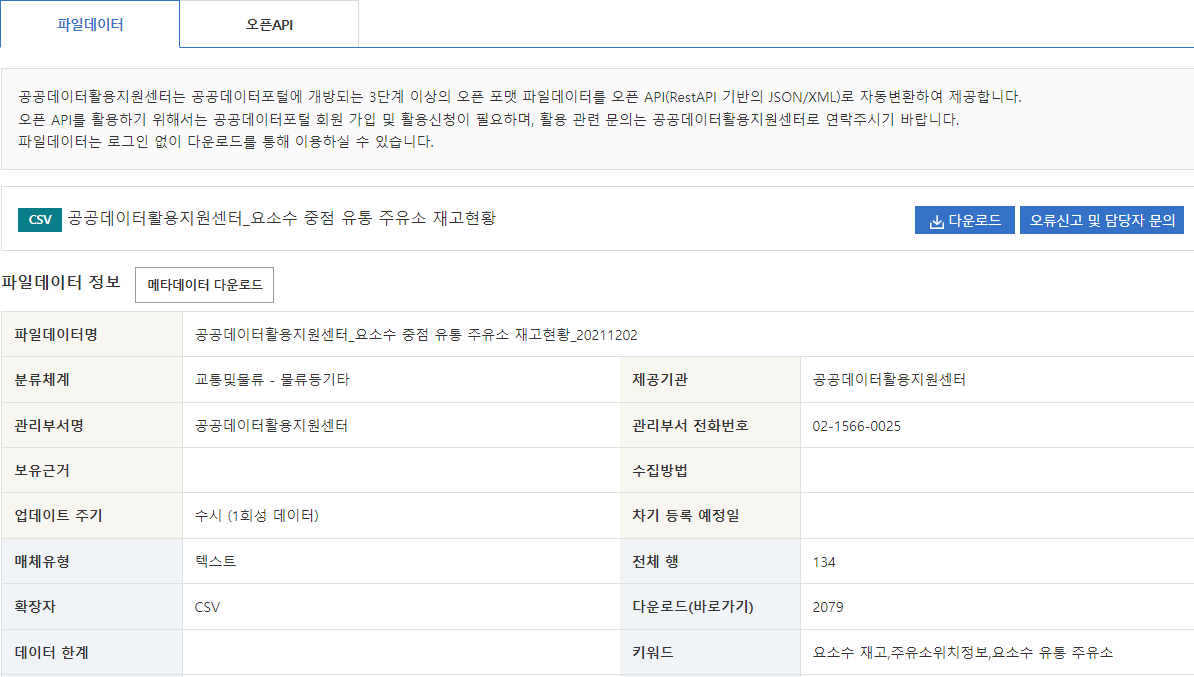 파일데이터
오픈API
공공데이터활용지원센터는 공공데이터포털에 개방되는 3단계 이상의 오픈 포맷 파일데이터를 오픈 API(RestAPI 기반의 JSON/XML)로 자동변환하여 제공합니다.
오픈 API를 활용하기 위해서는 공공데이터포털 회원 가입 및 활용신청이 필요하며, 활용 관련 문의는 공공데이터활용지원센터로 연락주시기 바랍니다.
파일데이터는 로그인 없이 다운로드를 통해 이용하실 수 있습니다.
CSV 공공데이터활용지원센터_요소수 중점 유통 주유소 재고현황
다운로드
오류신고 및 담당자 문의
파일데이터 정보
메타데이터 다운로드
파일데이터명 공공데이터활용지원센터_요소수 중점 유통 주유소 재고현황_20211202
분류체계 교통및물류 - 물류등기타 제공기관 공공데이터활용지원센터
관리부서명 공공데이터활용지원센터 관리부서 전화번호 02-1566-0025
보유근거 수집방법
업데이트 주기 수시 (1회성 데이터) 차기 등록 예정일
매체유형 텍스트 전체 행 134
확장자 CSV 다운로드(바로가기) 2079
데이터 한계 키워드 요소수 재고,주유소위치정보,요소수 유통 주유소